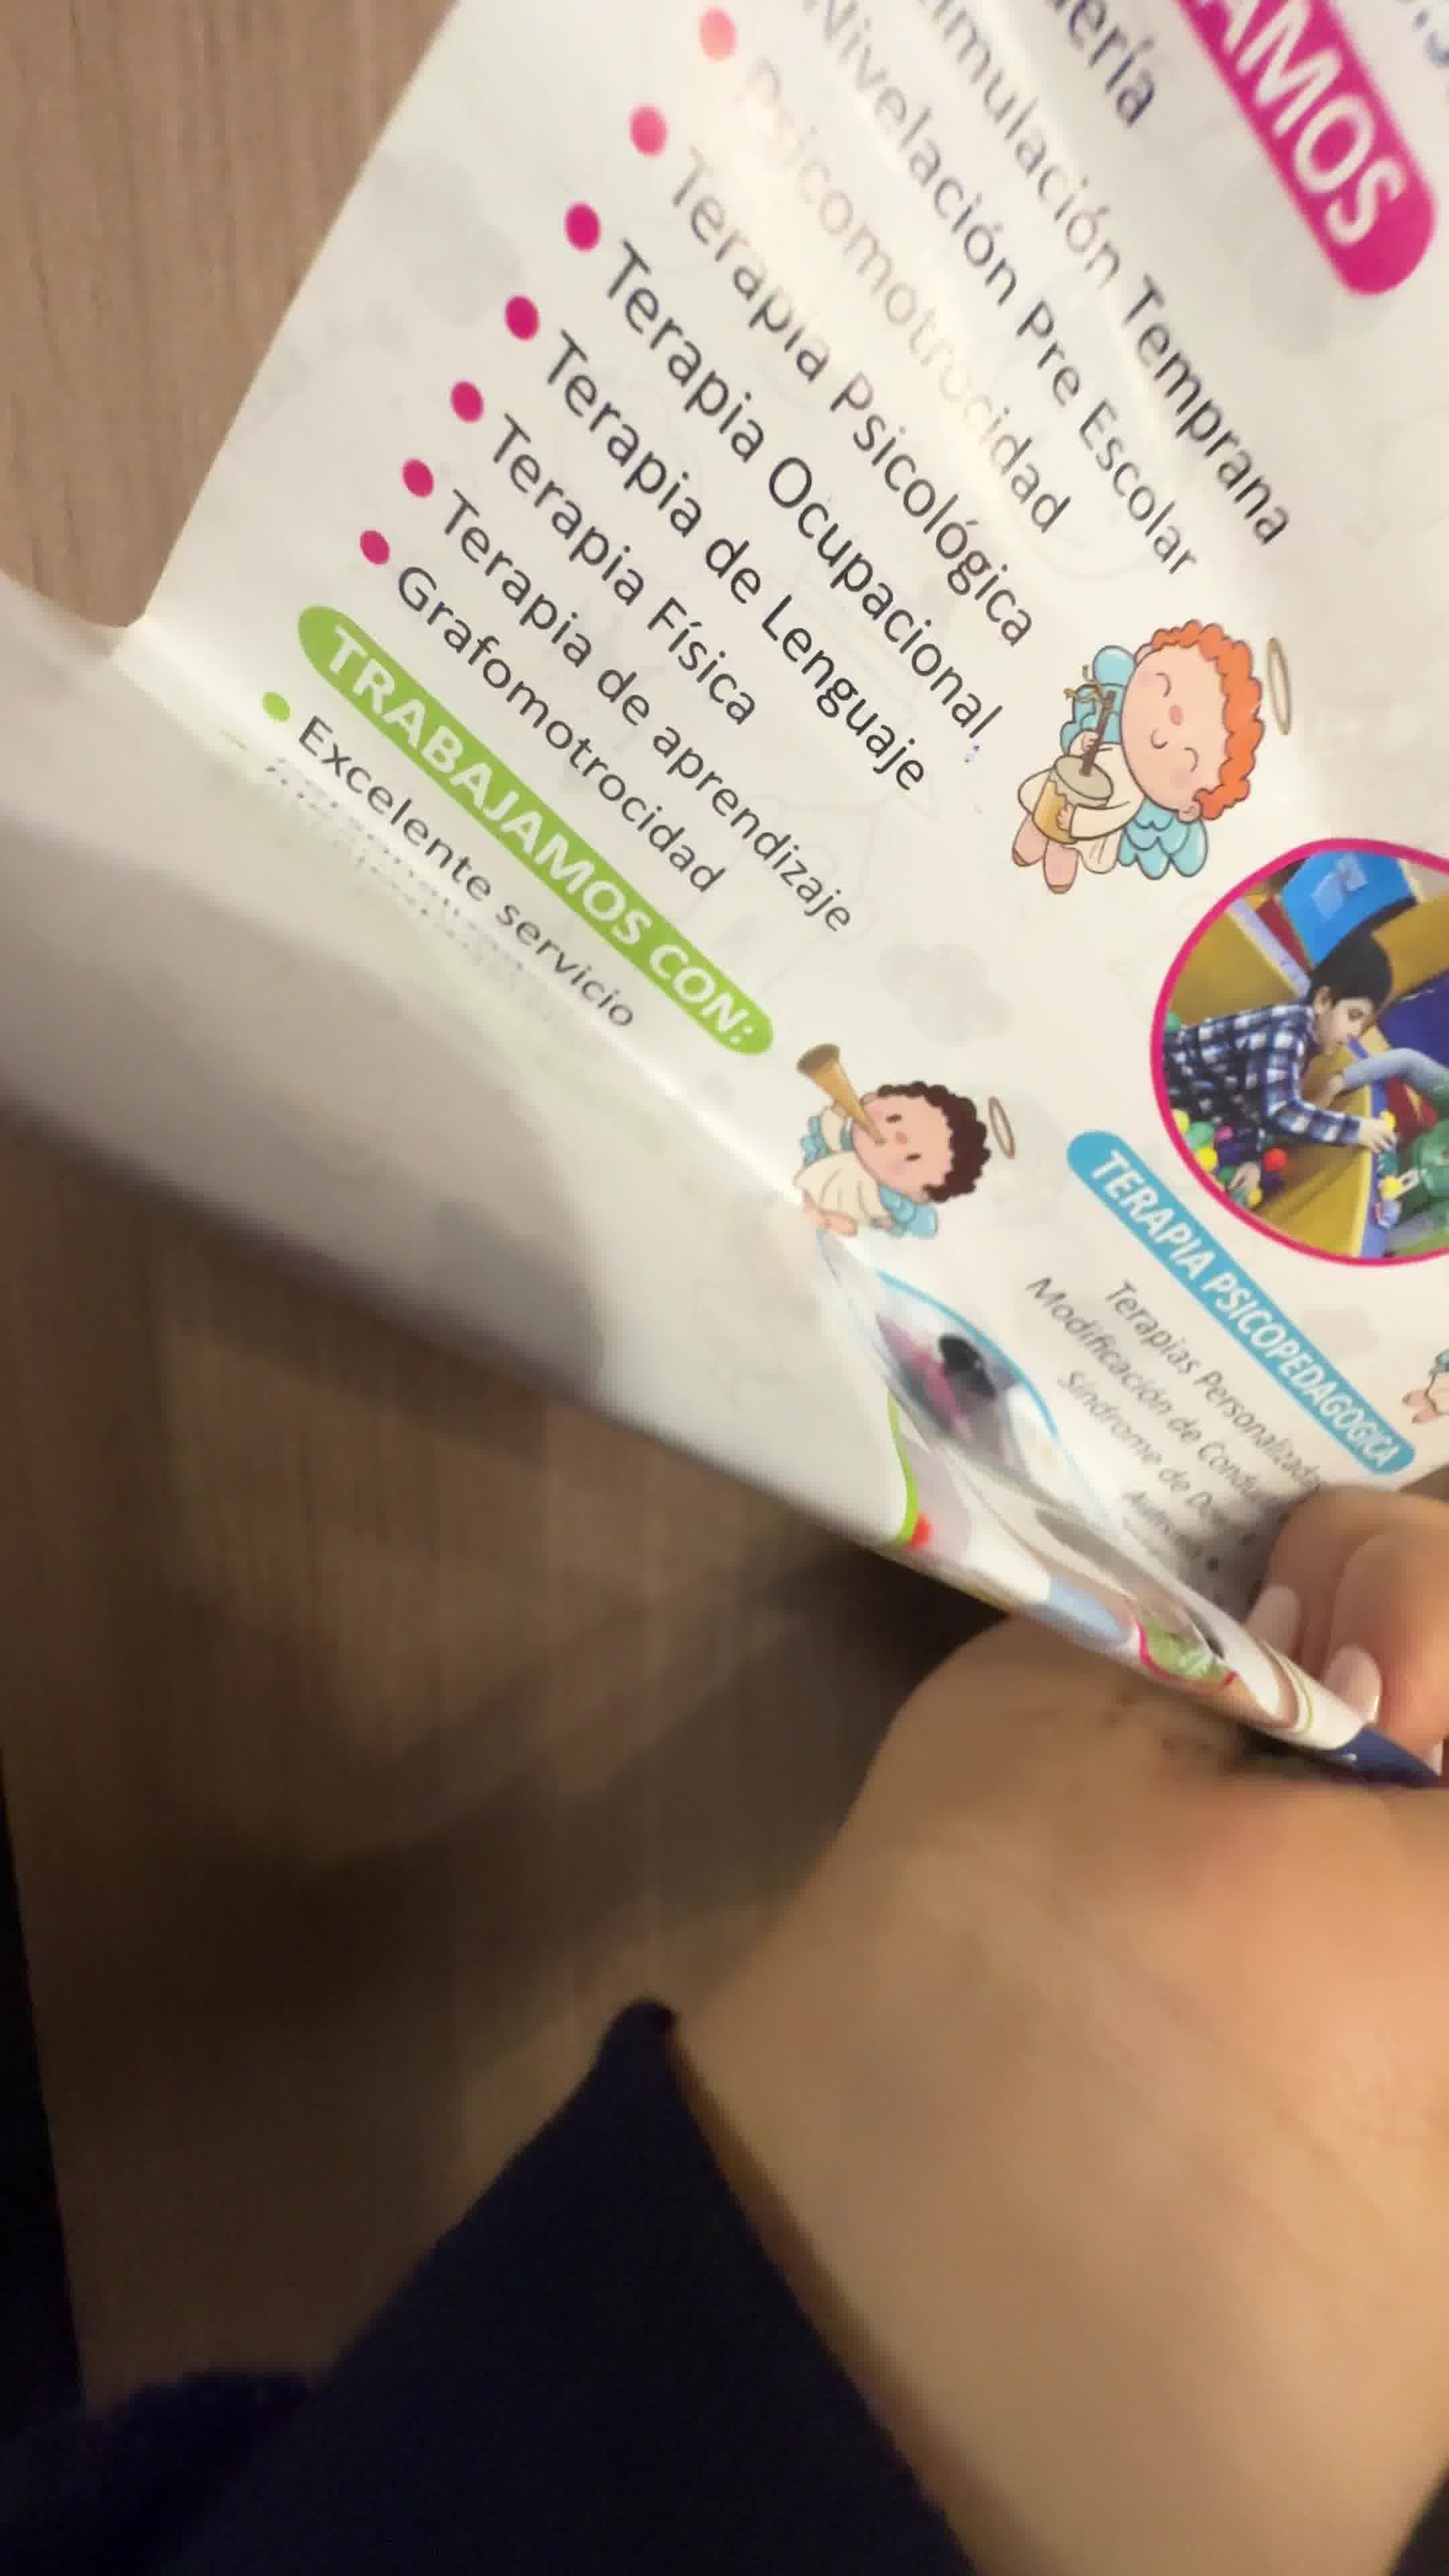 AMOS
ería
imulación Temprana
Nivelación Pre Escolar
Psicomotrocidad
Terapia Psicológica
Terapia Ocupacional
Terapia de Lenguaje
Terapia Física
Terapia de aprendizaje
Grafomotrocidad
TRABAJAMOS CON:
Excelente servicio
TERAPIA PSICOPEDAGOGICA
Terapias Personalizadas
Modificación de
Síndrome de